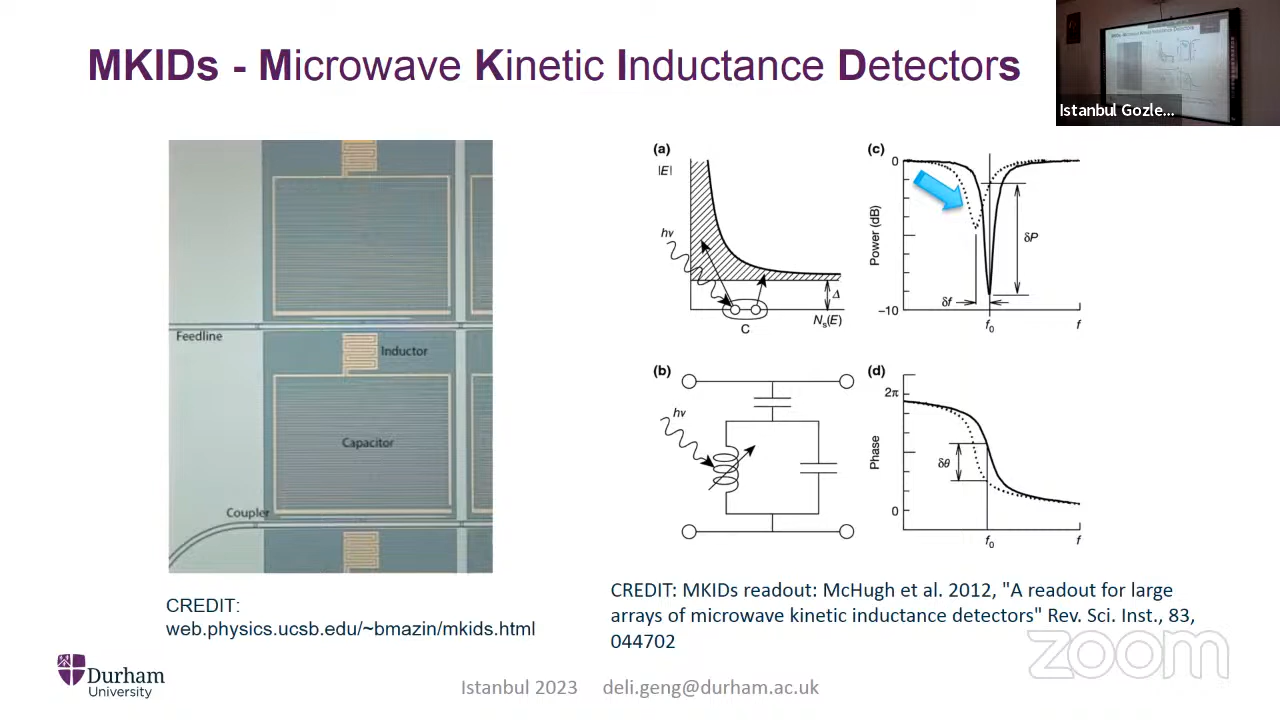 MKIDs - Microwave Kinetic Inductance Detectors
Istanbul Gozle...
Feedline
Inductor
Capacitor
Coupler
(a)
|E|
hν
Δ
C
Nₛ(E)
(c)
0
Power (dB)
−10
δP
δf
f₀
f
(b)
hν
(d)
2π
Phase
0
δθ
f₀
f
CREDIT:
web.physics.ucsb.edu/~bmazin/mkids.html
CREDIT: MKIDs readout: McHugh et al. 2012, "A readout for large
arrays of microwave kinetic inductance detectors" Rev. Sci. Inst., 83,
044702
zoom
Durham
University
Istanbul 2023 deli.geng@durham.ac.uk